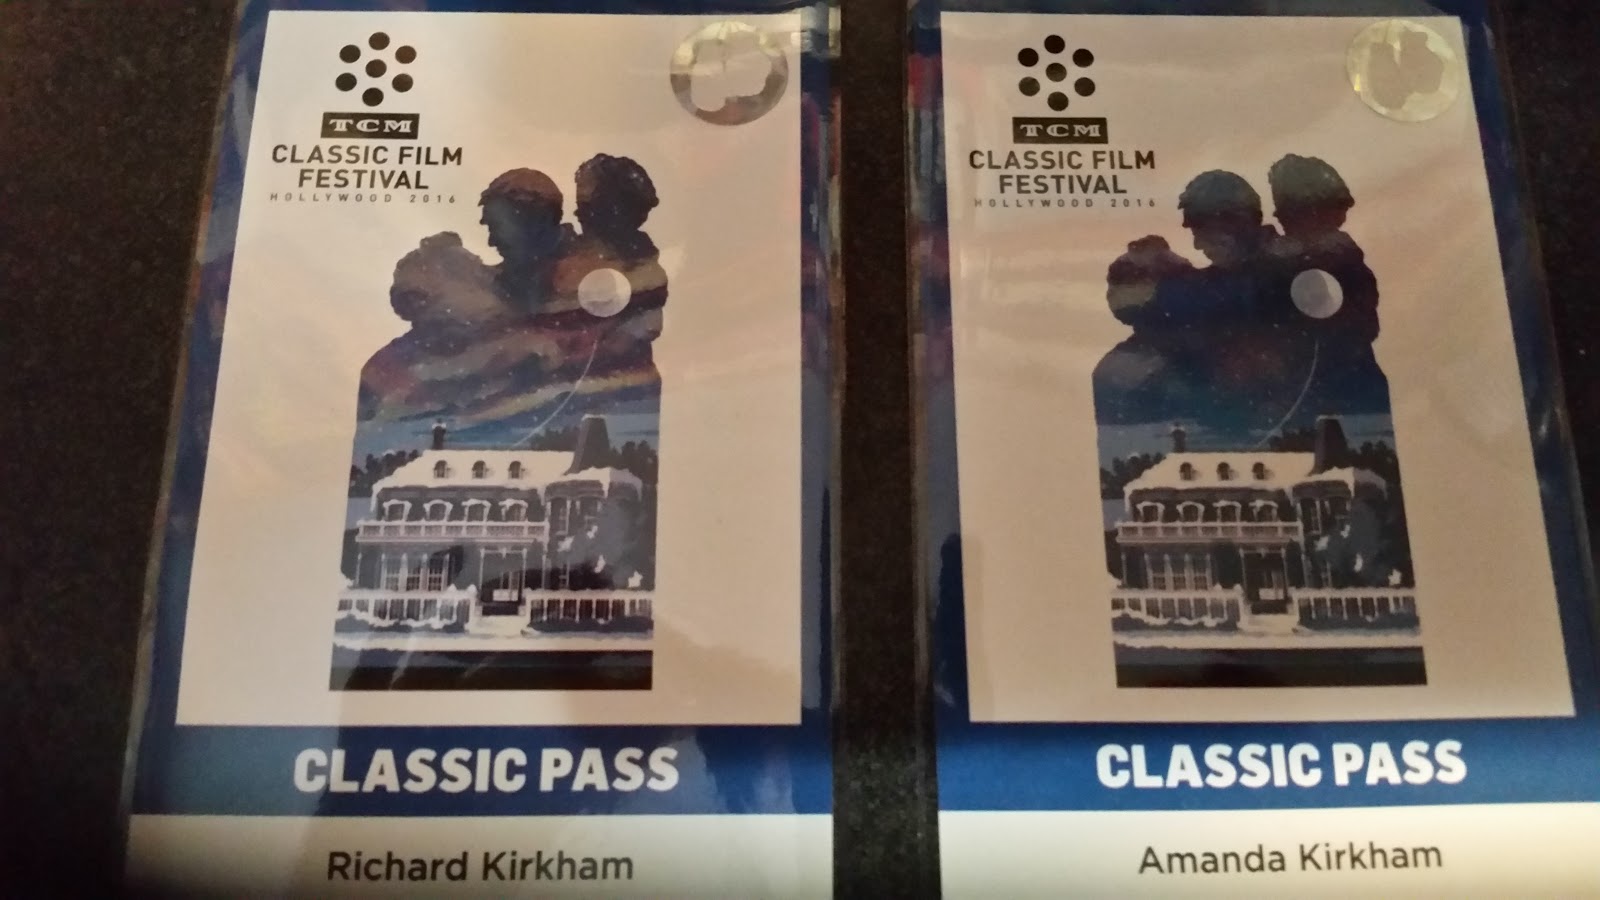 TCM
CLASSIC FILM
FESTIVAL
HOLLYWOOD 2016
CLASSIC PASS
Richard Kirkham
TCM
CLASSIC FILM
FESTIVAL
HOLLYWOOD 2016
CLASSIC PASS
Amanda Kirkham